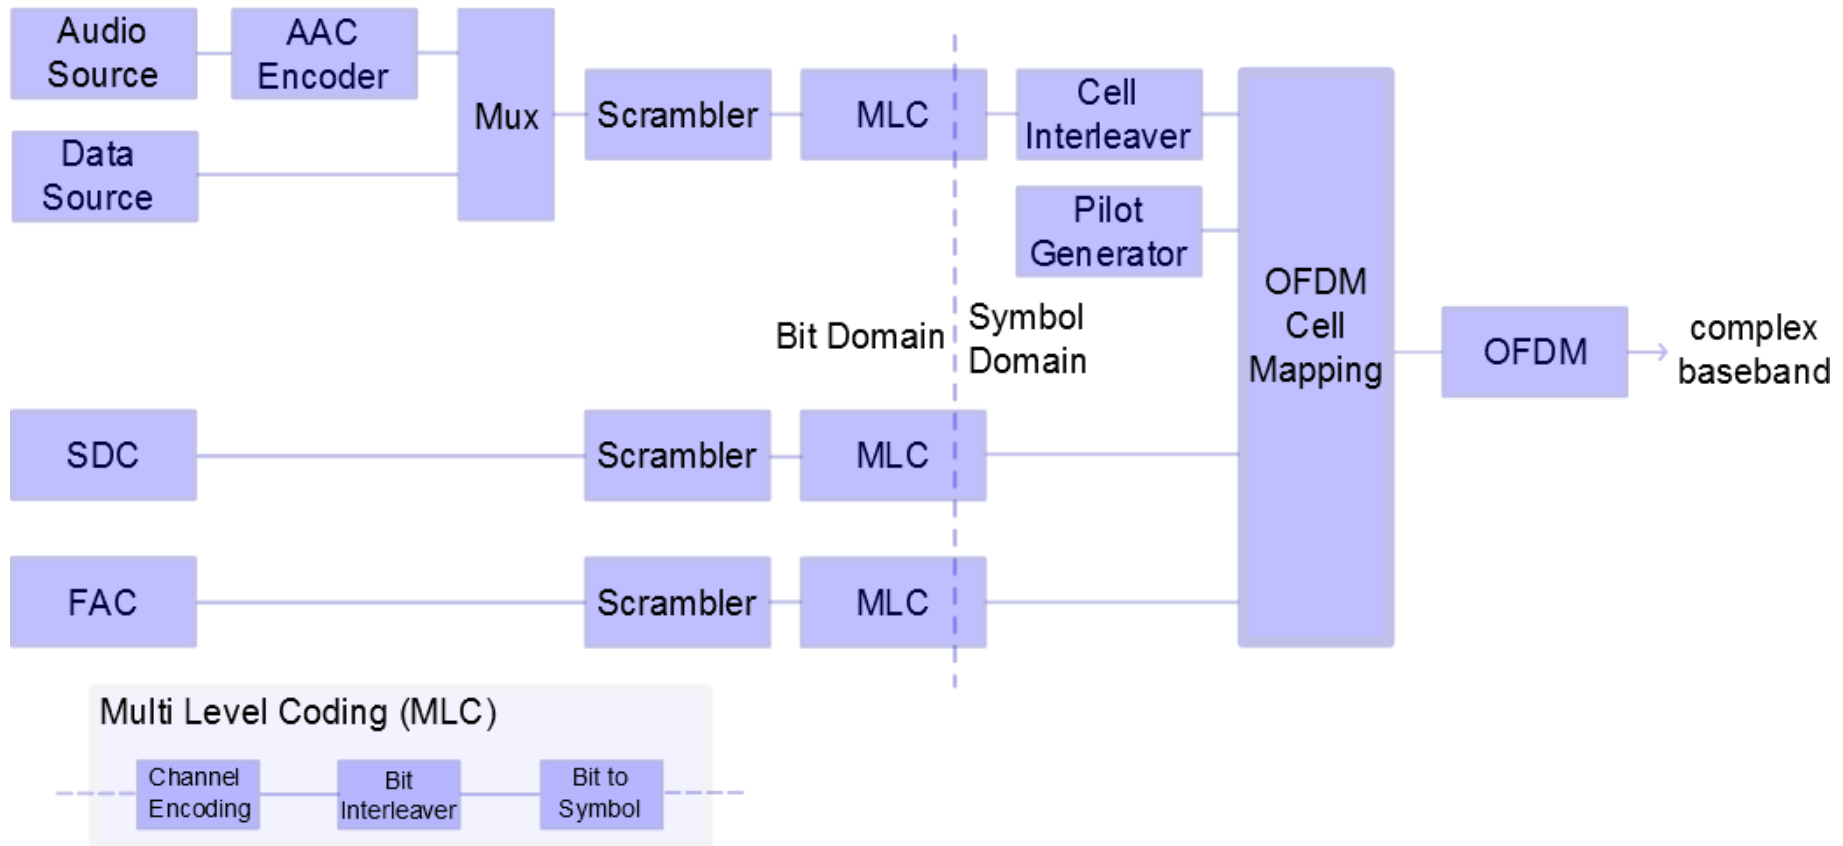 Audio
Source
AAC
Encoder
Mux
Scrambler
MLC
Cell
Interleaver
Data
Source
Pilot
Generator
Bit Domain
Symbol
Domain
OFDM
Cell
Mapping
OFDM
complex
baseband
SDC
Scrambler
MLC
FAC
Scrambler
MLC
Multi Level Coding (MLC)
Channel
Encoding
Bit
Interleaver
Bit to
Symbol